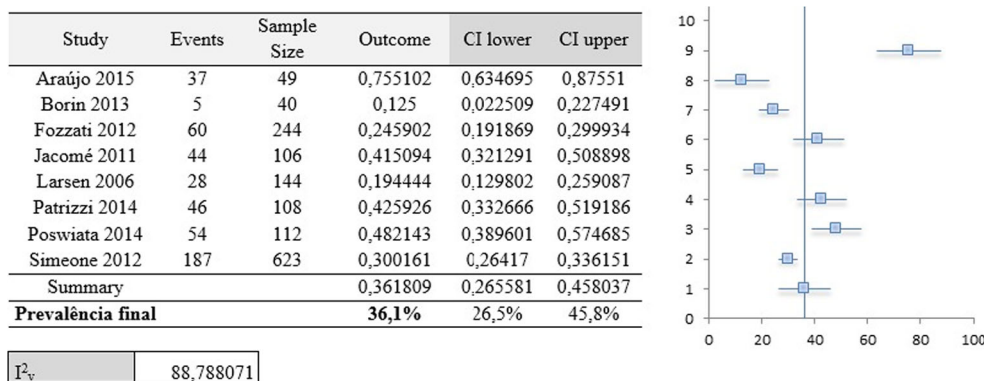 Study Events Sample Size Outcome CI lower CI upper
Araújo 2015 37 49 0,755102 0,634695 0,87551
Borin 2013 5 40 0,125 0,022509 0,227491
Fozzati 2012 60 244 0,245902 0,191869 0,299934
Jacomé 2011 44 106 0,415094 0,321291 0,508898
Larsen 2006 28 144 0,194444 0,129802 0,259087
Patrizzi 2014 46 108 0,425926 0,332666 0,519186
Poswiata 2014 54 112 0,482143 0,389601 0,574685
Simeone 2012 187 623 0,300161 0,26417 0,336151
Summary 0,361809 0,265581 0,458037
Prevalência final 36,1% 26,5% 45,8%
I²v 88,788071
10
9
8
7
6
5
4
3
2
1
0
0 20 40 60 80 100